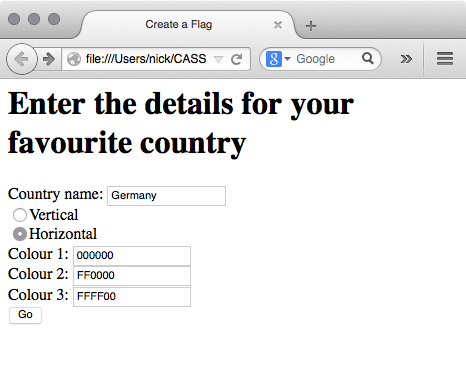 Create a Flag
file:///Users/nick/CASS
Google
Enter the details for your
favourite country
Country name: Germany
Vertical
Horizontal
Colour 1: 000000
Colour 2: FF0000
Colour 3: FFFF00
Go